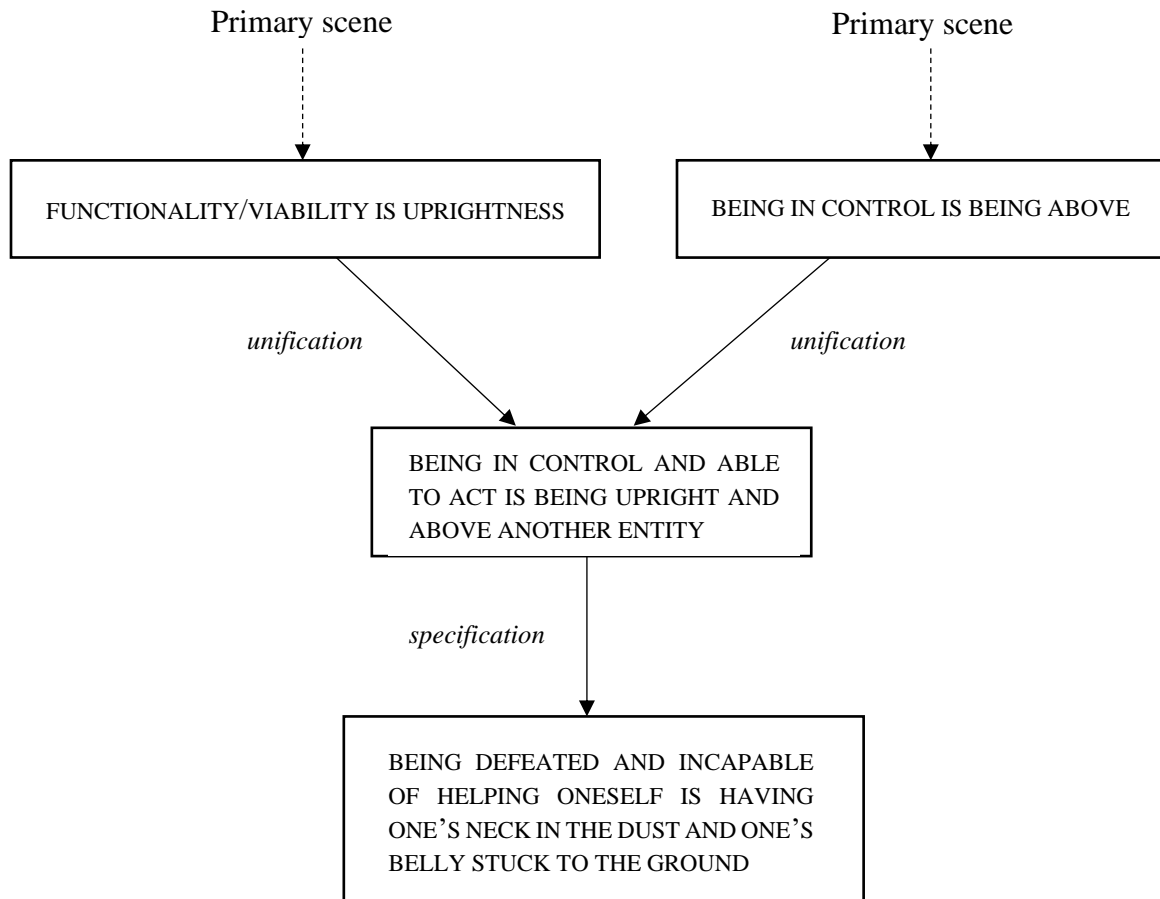 Primary scene
Primary scene
FUNCTIONALITY/VIABILITY IS UPRIGHTNESS
BEING IN CONTROL IS BEING ABOVE
unification
unification
BEING IN CONTROL AND ABLE
TO ACT IS BEING UPRIGHT AND
ABOVE ANOTHER ENTITY
specification
BEING DEFEATED AND INCAPABLE
OF HELPING ONESELF IS HAVING
ONE’S NECK IN THE DUST AND ONE’S
BELLY STUCK TO THE GROUND